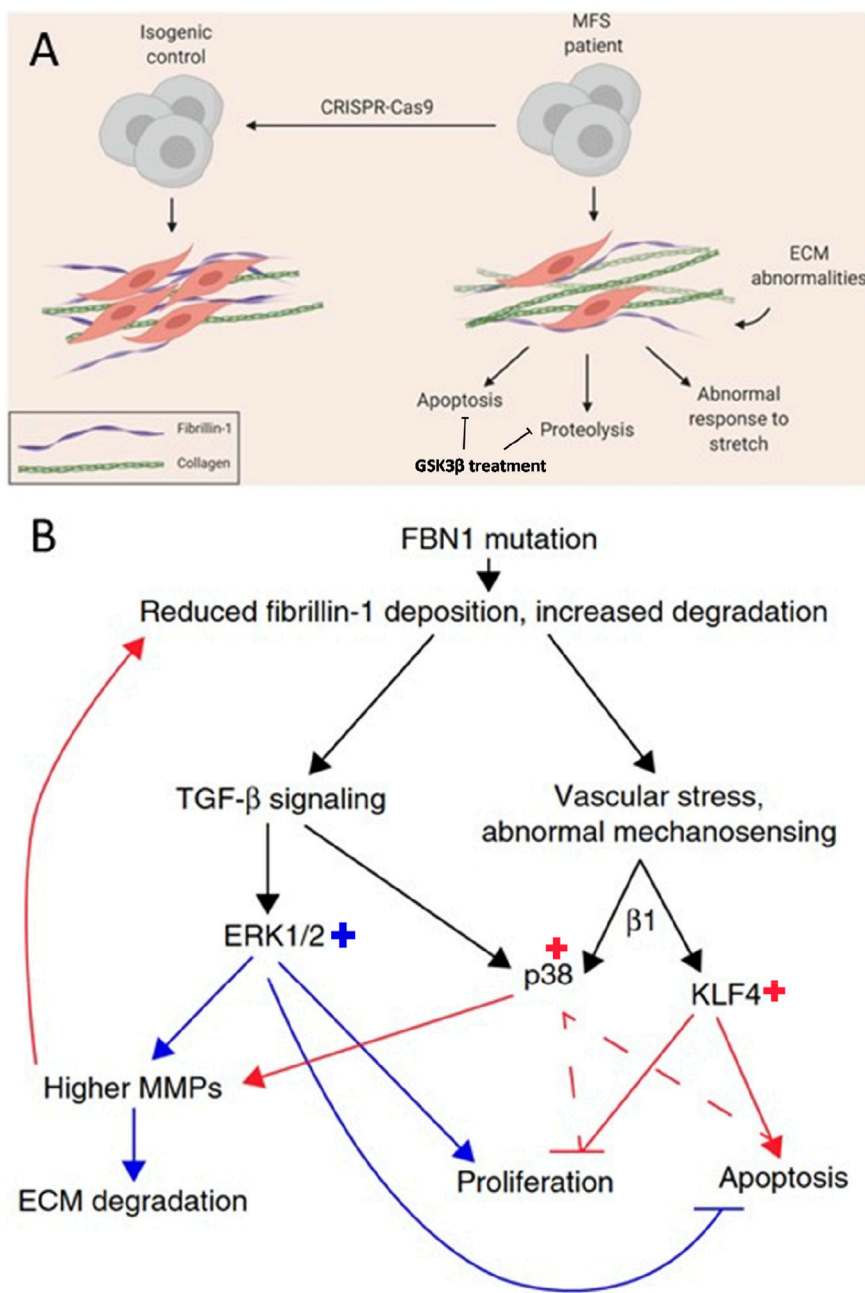 A
Isogenic
control
MFS
patient
CRISPR-Cas9
ECM
abnormalities
Apoptosis
Proteolysis
Abnormal
response to
stretch
GSK3β treatment
Fibrillin-1
Collagen
B
FBN1 mutation
Reduced fibrillin-1 deposition, increased degradation
TGF-β signaling
Vascular stress,
abnormal mechanosensing
β1
ERK1/2 +
p38 +
KLF4 +
Higher MMPs
ECM degradation
Proliferation
Apoptosis